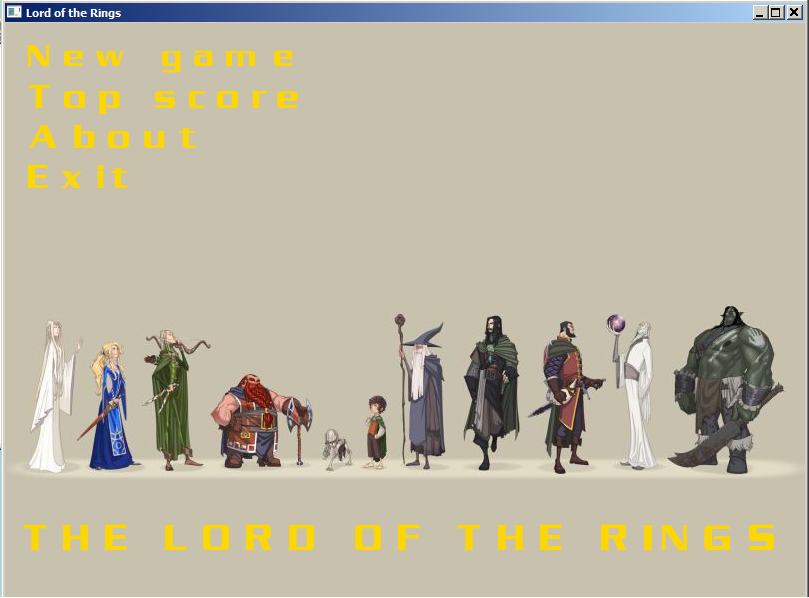 Lord of the Rings
New game
Top score
About
Exit
THE LORD OF THE RINGS